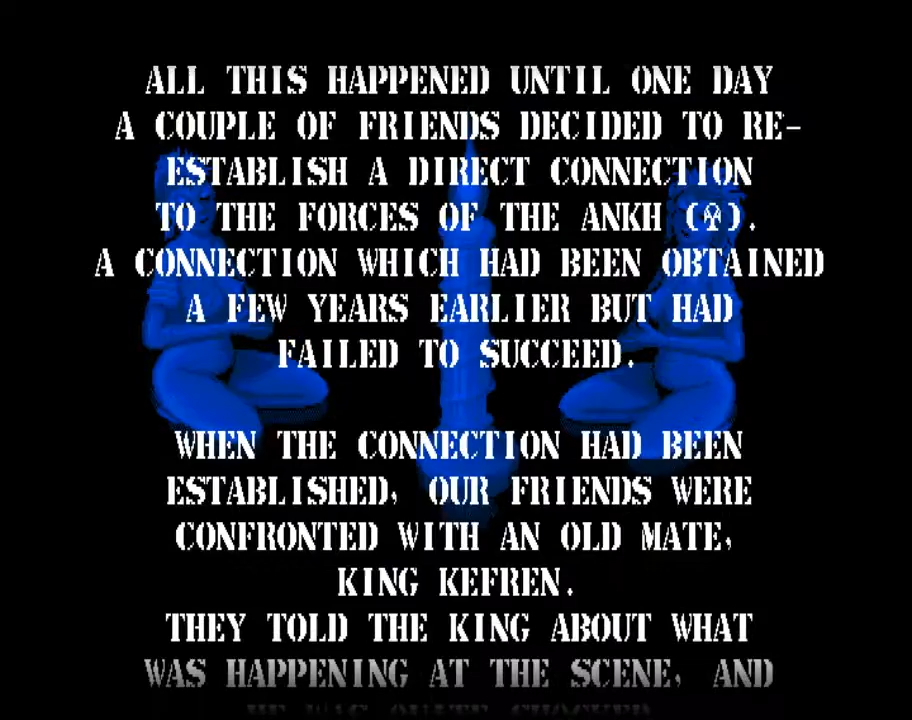 ALL THIS HAPPENED UNTIL ONE DAY
A COUPLE OF FRIENDS DECIDED TO RE-
ESTABLISH A DIRECT CONNECTION
TO THE FORCES OF THE ANKH (☥).
A CONNECTION WHICH HAD BEEN OBTAINED
A FEW YEARS EARLIER BUT HAD
FAILED TO SUCCEED.
WHEN THE CONNECTION HAD BEEN
ESTABLISHED, OUR FRIENDS WERE
CONFRONTED WITH AN OLD MATE,
KING KEFREN.
THEY TOLD THE KING ABOUT WHAT
WAS HAPPENING AT THE SCENE, AND